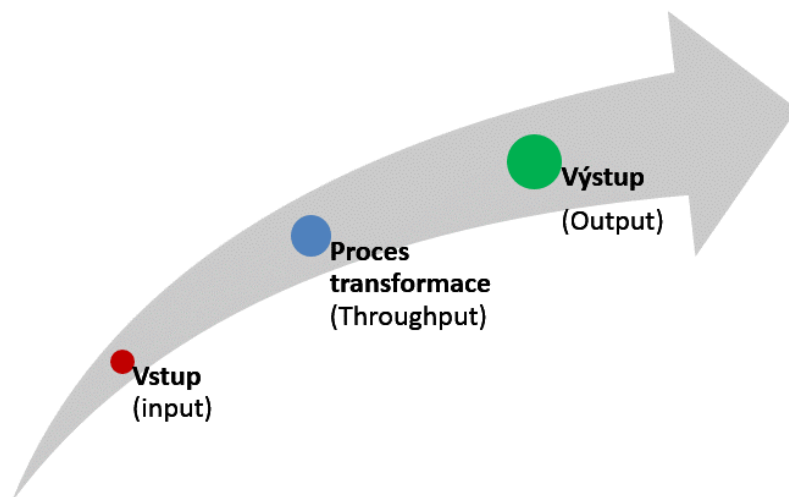 Vstup
(input)
Proces
transformace
(Throughput)
Výstup
(Output)